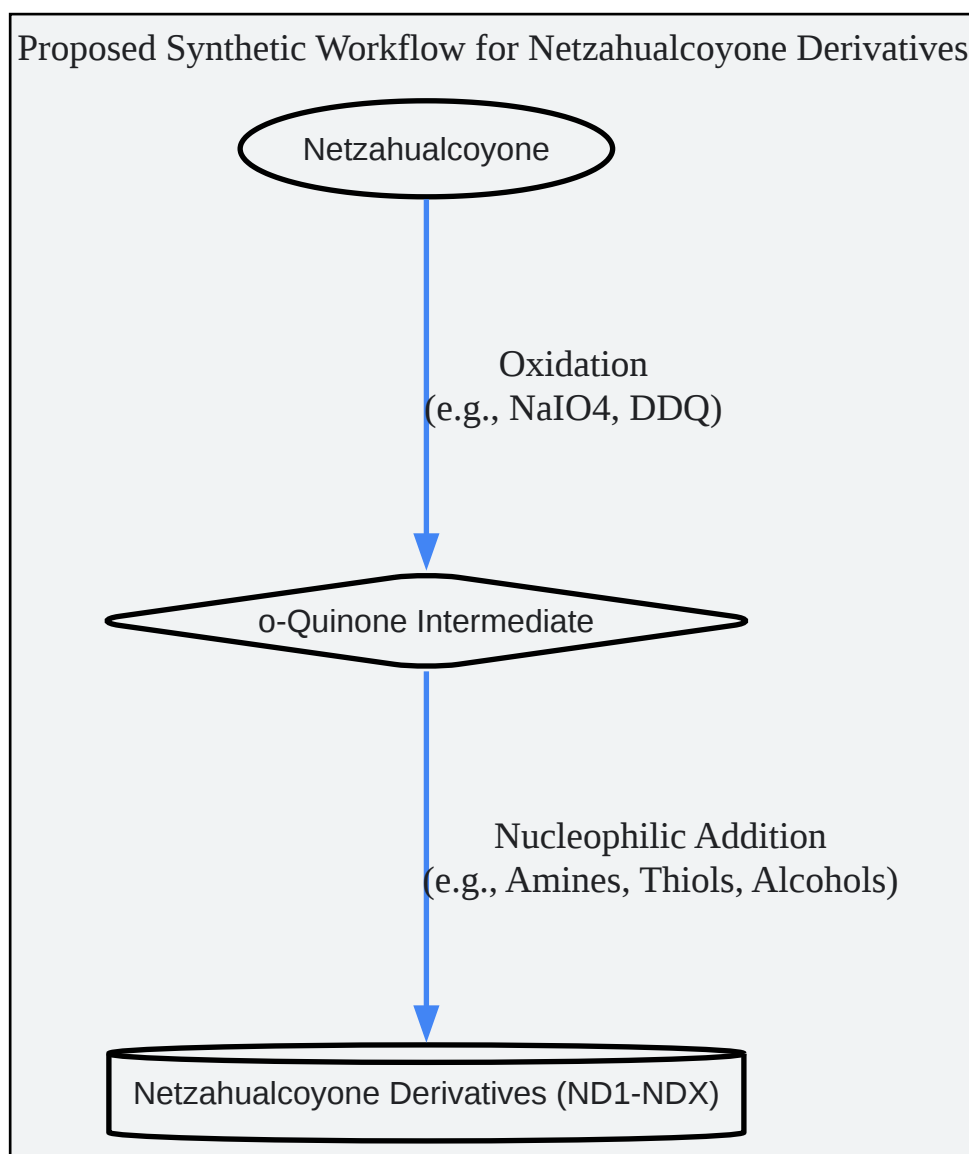 Proposed Synthetic Workflow for Netzahualcoyone Derivatives
Netzahualcoyone
Oxidation
(e.g., NaIO4, DDQ)
o-Quinone Intermediate
Nucleophilic Addition
(e.g., Amines, Thiols, Alcohols)
Netzahualcoyone Derivatives (ND1-NDX)